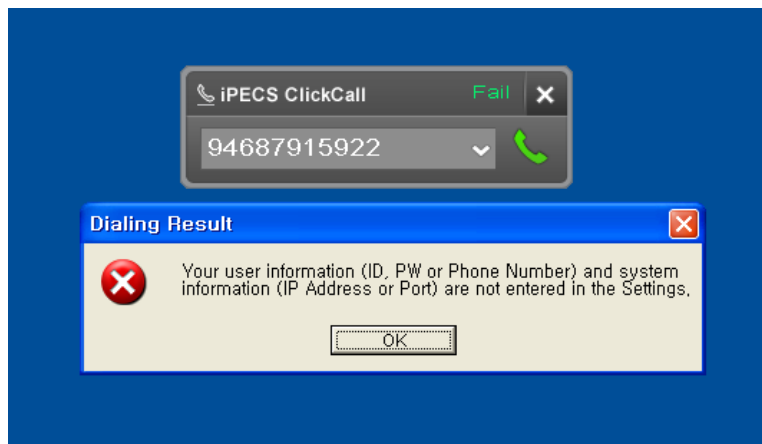 iPECS ClickCall Fail
94687915922
Dialing Result
Your user information (ID, PW or Phone Number) and system
information (IP Address or Port) are not entered in the Settings,
OK